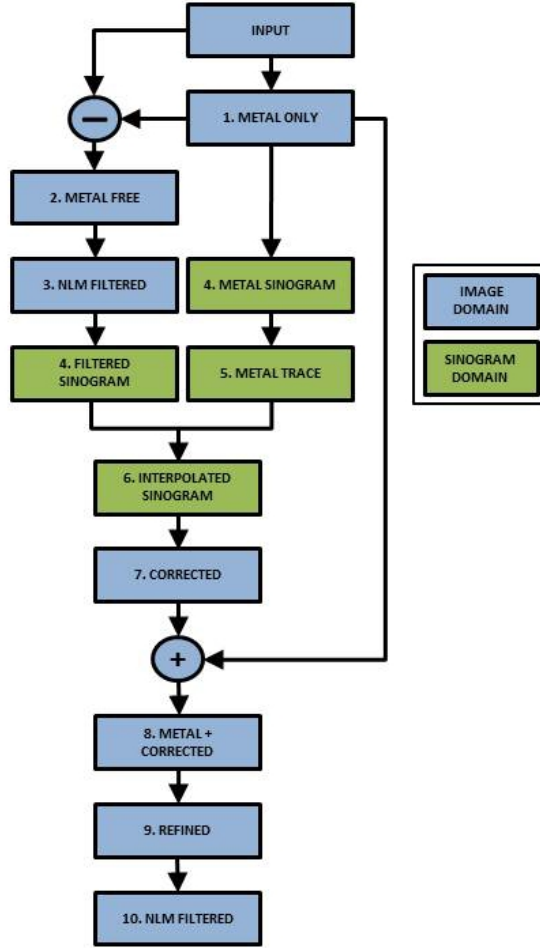 INPUT
−
1. METAL ONLY
2. METAL FREE
3. NLM FILTERED
4. METAL SINOGRAM
4. FILTERED
SINOGRAM
5. METAL TRACE
6. INTERPOLATED
SINOGRAM
7. CORRECTED
+
8. METAL +
CORRECTED
9. REFINED
10. NLM FILTERED
IMAGE
DOMAIN
SINOGRAM
DOMAIN